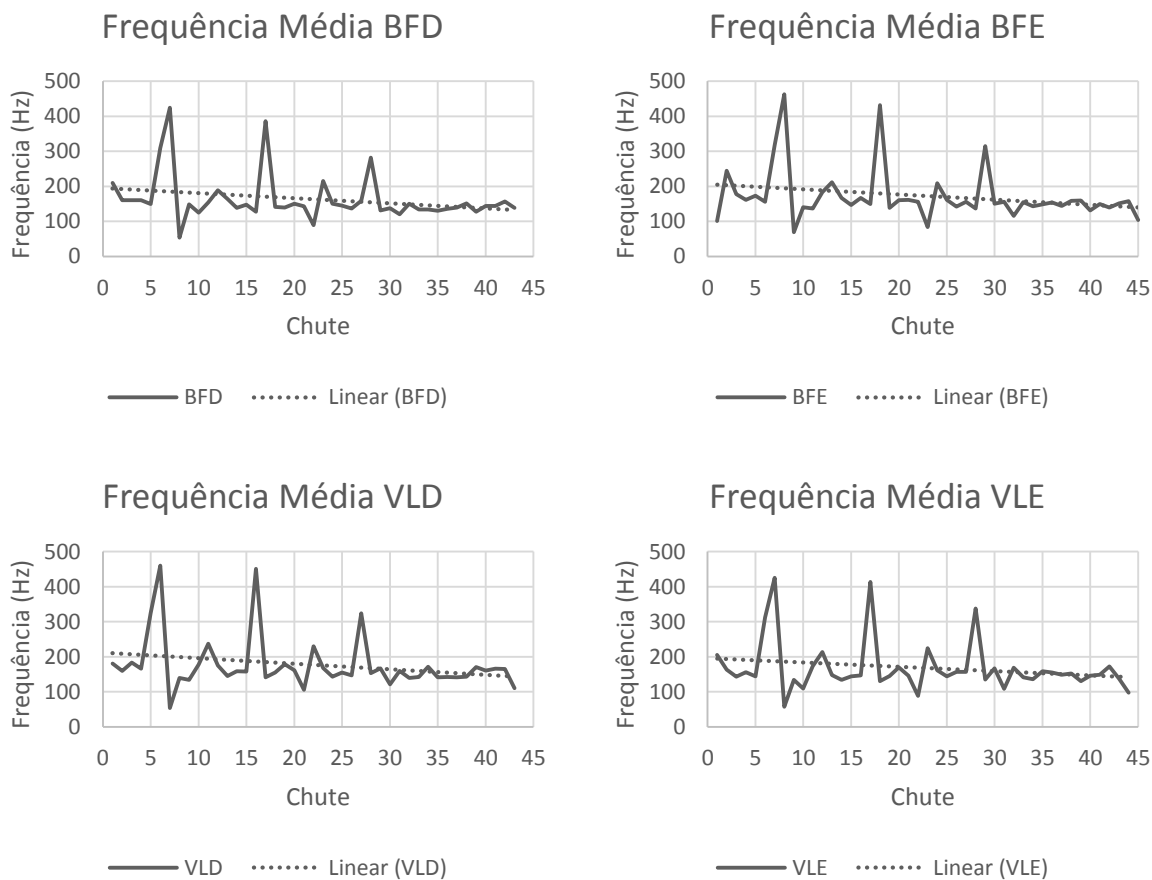 Frequência Média BFD
Frequência (Hz)
500
400
300
200
100
0
0 5 10 15 20 25 30 35 40 45
Chute
BFD Linear (BFD)
Frequência Média BFE
Frequência (Hz)
500
400
300
200
100
0
0 5 10 15 20 25 30 35 40 45
Chute
BFE Linear (BFE)
Frequência Média VLD
Frequência (Hz)
500
400
300
200
100
0
0 5 10 15 20 25 30 35 40 45
Chute
VLD Linear (VLD)
Frequência Média VLE
Frequência (Hz)
500
400
300
200
100
0
0 5 10 15 20 25 30 35 40 45
Chute
VLE Linear (VLE)